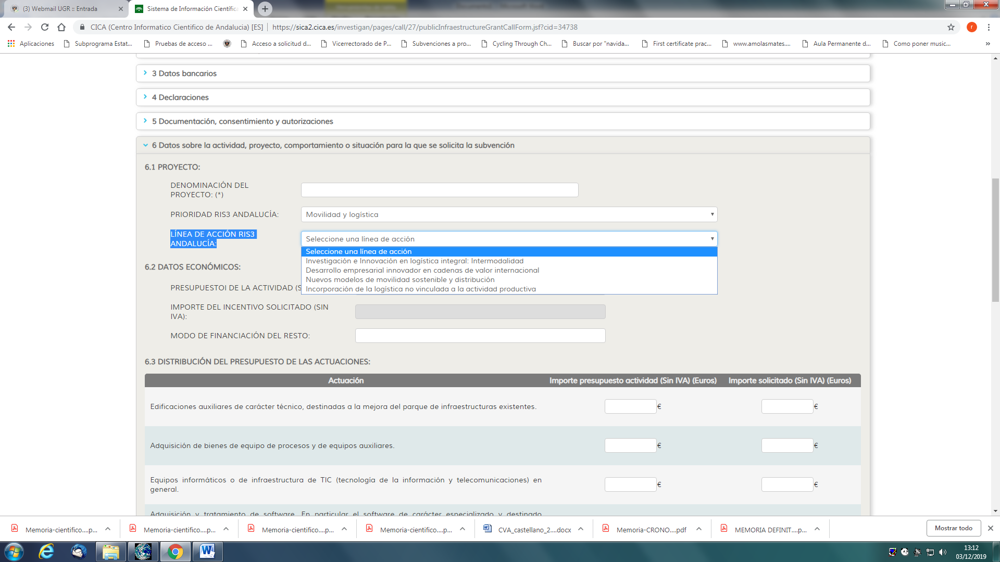 (3) Webmail UGR :: Entrada
Sistema de Información Científica
CICA (Centro Informatico Cientifico de Andalucia) [ES]
https://sica2.cica.es/investigan/pages/call/27/publicInfraestructureGrantCallForm.jsf?cid=34738
r
Aplicaciones
Subprograma Estat...
Pruebas de acceso ...
Acceso a solicitud d...
Vicerrectorado de P...
Subvenciones a pro...
Cycling Through Ch...
Buscar por "navida...
First certificate prac...
www.amolasmates....
Aula Permanente d...
Como poner music...
»
3 Datos bancarios
4 Declaraciones
5 Documentación, consentimiento y autorizaciones
6 Datos sobre la actividad, proyecto, comportamiento o situación para la que se solicita la subvención
6.1 PROYECTO:
DENOMINACIÓN DEL
PROYECTO: (*)
PRIORIDAD RIS3 ANDALUCÍA:
Movilidad y logística
LÍNEA DE ACCIÓN RIS3
ANDALUCÍA:
Seleccione una línea de acción
Seleccione una línea de acción
Investigación e Innovación en logística integral: Intermodalidad
Desarrollo empresarial innovador en cadenas de valor internacional
Nuevos modelos de movilidad sostenible y distribución
Incorporación de la logística no vinculada a la actividad productiva
6.2 DATOS ECONÓMICOS:
PRESUPUESTOI DE LA ACTIVIDAD (S
IMPORTE DEL INCENTIVO SOLICITADO (SIN
IVA):
MODO DE FINANCIACIÓN DEL RESTO:
6.3 DISTRIBUCIÓN DEL PRESUPUESTO DE LAS ACTUACIONES:
Actuación
Importe presupuesto actividad (Sin IVA) (Euros)
Importe solicitado (Sin IVA) (Euros)
Edificaciones auxiliares de carácter técnico, destinadas a la mejora del parque de infraestructuras existentes.
€
€
Adquisición de bienes de equipo de procesos y de equipos auxiliares.
€
€
Equipos informáticos o de infraestructura de TIC (tecnología de la información y telecomunicaciones) en
general.
€
€
Adquisición y tratamiento de software. En particular el software de carácter especializado y destinado
Memoria-cientifico....p...
Memoria-cientifico....p...
Memoria-cientifico....p...
Memoria-cientifico....p...
CVA_castellano_2....docx
Memoria-CRONO....pdf
MEMORIA DEFINIT....p...
Mostrar todo
13:12
03/12/2019